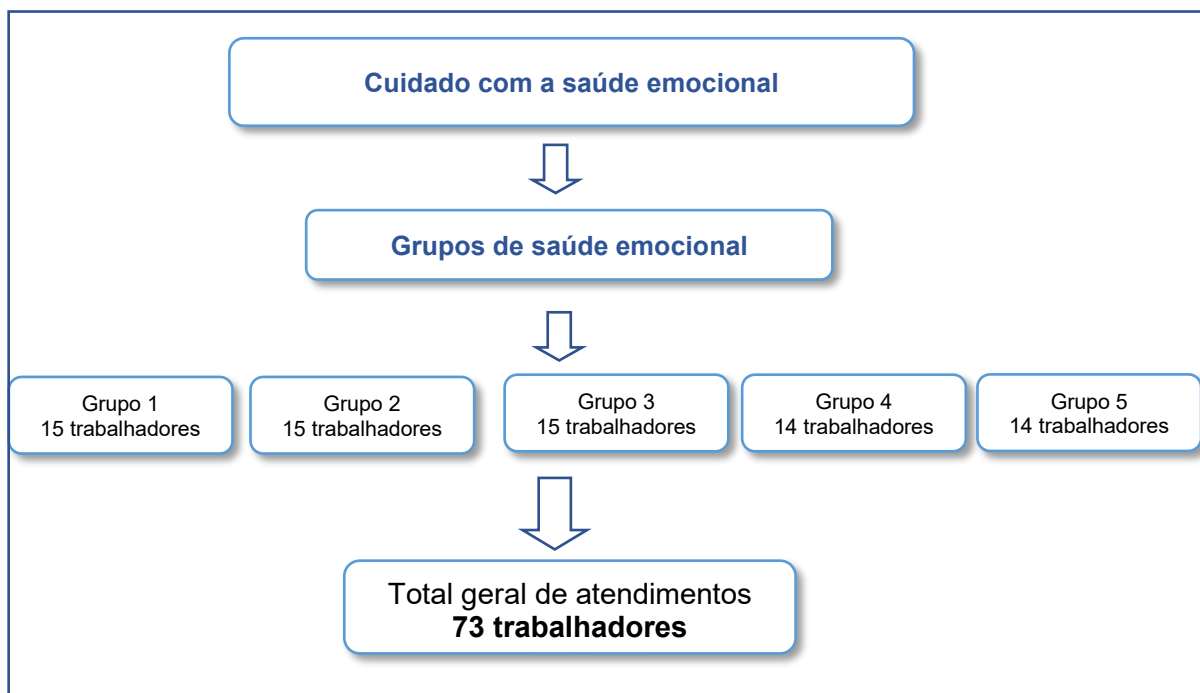 Cuidado com a saúde emocional
Grupos de saúde emocional
Grupo 1
15 trabalhadores
Grupo 2
15 trabalhadores
Grupo 3
15 trabalhadores
Grupo 4
14 trabalhadores
Grupo 5
14 trabalhadores
Total geral de atendimentos
73 trabalhadores